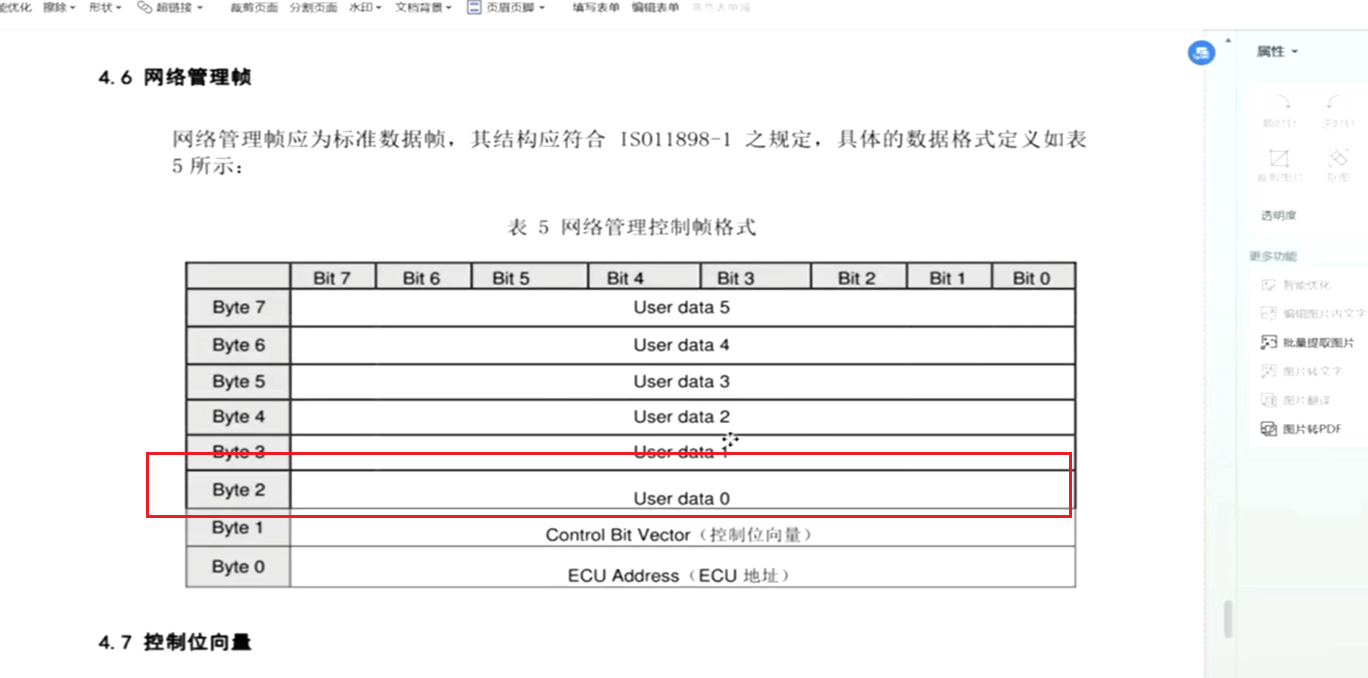 能优化 擦除 形状 超链接 裁剪页面 分割页面 水印 文档背景 页眉页脚 填写表单 编辑表单 高亮表单域
属性
4.6 网络管理帧
网络管理帧应为标准数据帧，其结构应符合 ISO11898-1 之规定，具体的数据格式定义如表
5 所示：
裁剪图片
透明度
表 5 网络管理控制帧格式
更多功能
Bit 7 Bit 6 Bit 5 Bit 4 Bit 3 Bit 2 Bit 1 Bit 0
智能优化
Byte 7 User data 5
编辑图片内文字
Byte 6 User data 4
批量提取图片
Byte 5 User data 3
图片转文字
Byte 4 User data 2
图片翻译
图片转PDF
Byte 3 User data 1
Byte 2 User data 0
Byte 1 Control Bit Vector（控制位向量）
Byte 0 ECU Address（ECU 地址）
4.7 控制位向量